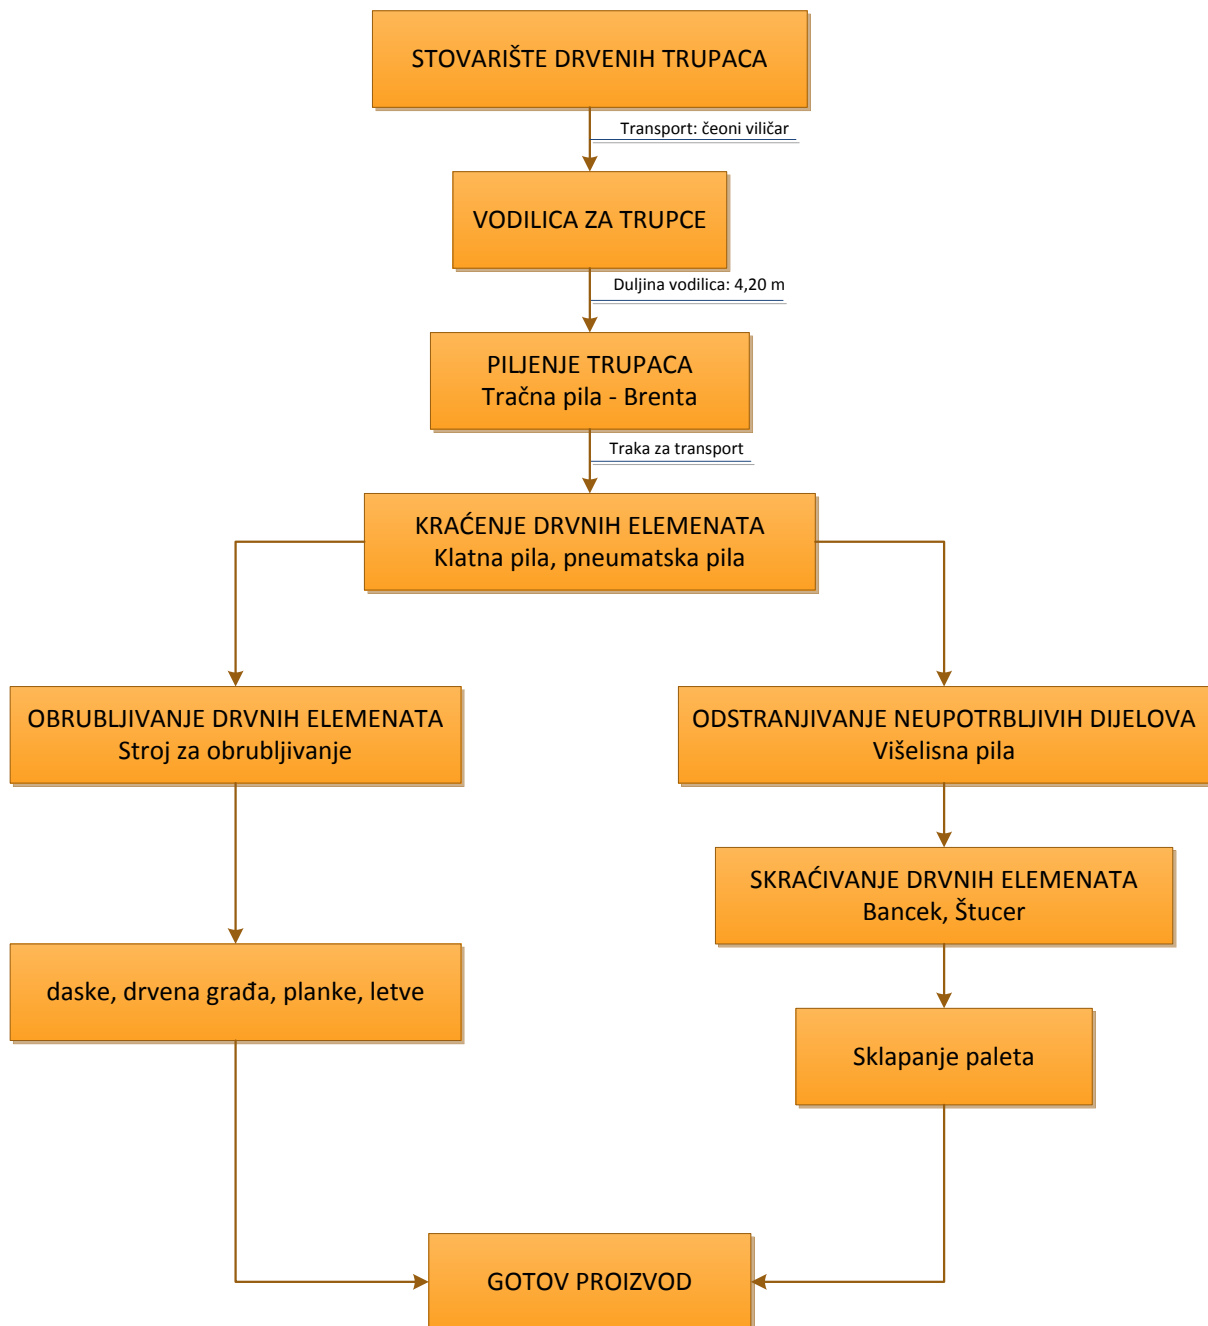 STOVARIŠTE DRVENIH TRUPACA
Transport: čeoni viličar
VODILICA ZA TRUPCE
Duljina vodilica: 4,20 m
PILJENJE TRUPACA
Tračna pila - Brenta
Traka za transport
KRAĆENJE DRVNIH ELEMENATA
Klatna pila, pneumatska pila
OBRUBLJIVANJE DRVNIH ELEMENATA
Stroj za obrubljivanje
daske, drvena građa, planke, letve
ODSTRANJIVANJE NEUPOTRBLJIVIH DIJELOVA
Višelisna pila
SKRAĆIVANJE DRVNIH ELEMENATA
Bancek, Štucer
Sklapanje paleta
GOTOV PROIZVOD